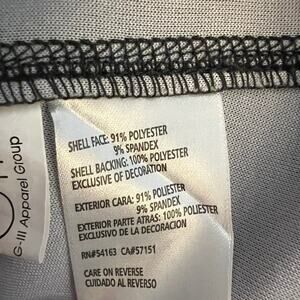 SHELL FACE: 91% POLYESTER
9% SPANDEX
SHELL BACKING: 100% POLYESTER
EXCLUSIVE OF DECORATION
EXTERIOR CARA: 91% POLIESTER
9% SPANDEX
EXTERIOR PARTE ATRAS: 100% POLIESTER
EXCLUSIVO DE LA DECORACION
RN#54163 CA#57151
CARE ON REVERSE
CUIDADO AL REVERSO
G-III Apparel Group